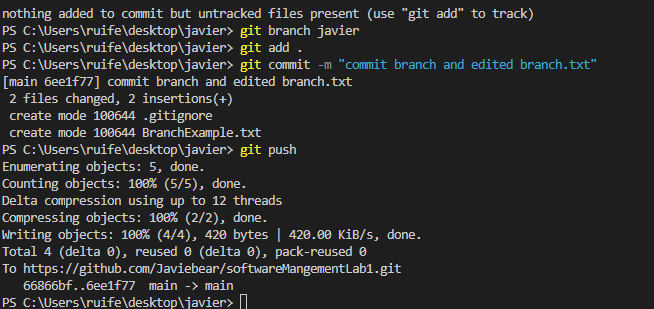 nothing added to commit but untracked files present (use "git add" to track)
PS C:\Users\ruife\desktop\javier> git branch javier
PS C:\Users\ruife\desktop\javier> git add .
PS C:\Users\ruife\desktop\javier> git commit -m "commit branch and edited branch.txt"
[main 6ee1f77] commit branch and edited branch.txt
 2 files changed, 2 insertions(+)
 create mode 100644 .gitignore
 create mode 100644 BranchExample.txt
PS C:\Users\ruife\desktop\javier> git push
Enumerating objects: 5, done.
Counting objects: 100% (5/5), done.
Delta compression using up to 12 threads
Compressing objects: 100% (2/2), done.
Writing objects: 100% (4/4), 420 bytes | 420.00 KiB/s, done.
Total 4 (delta 0), reused 0 (delta 0), pack-reused 0
To https://github.com/Javiebear/softwareMangementLab1.git
   66866bf..6ee1f77  main -> main
PS C:\Users\ruife\desktop\javier>